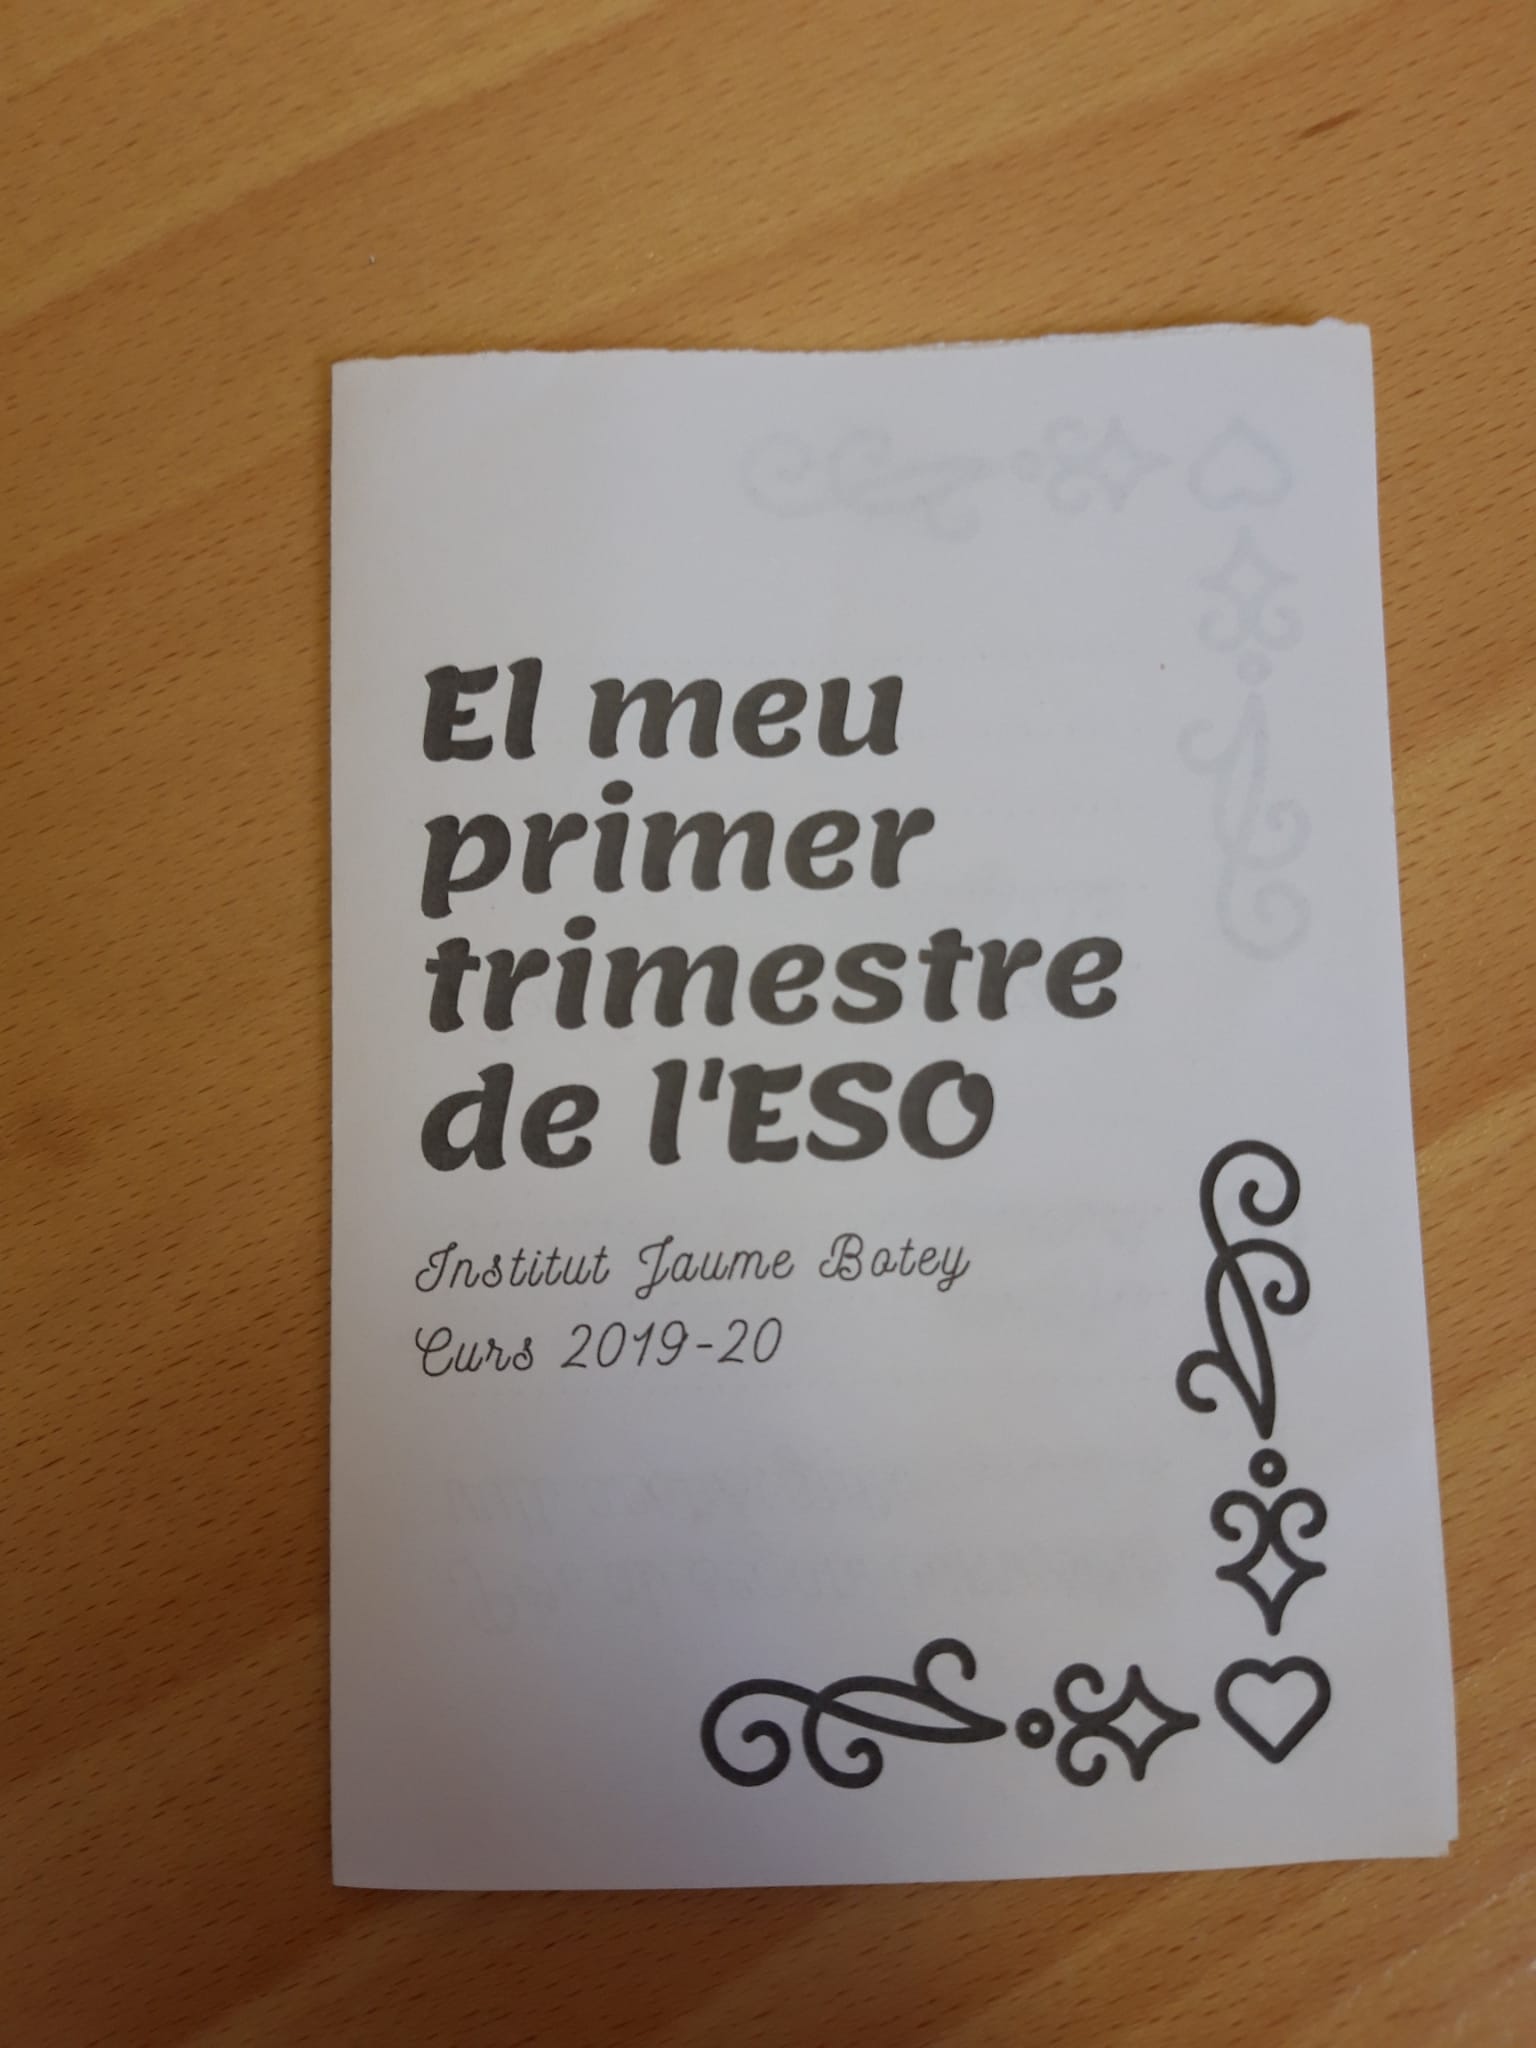 El meu
primer
trimestre
de l'ESO
Institut Jaume Botey
Curs 2019-20